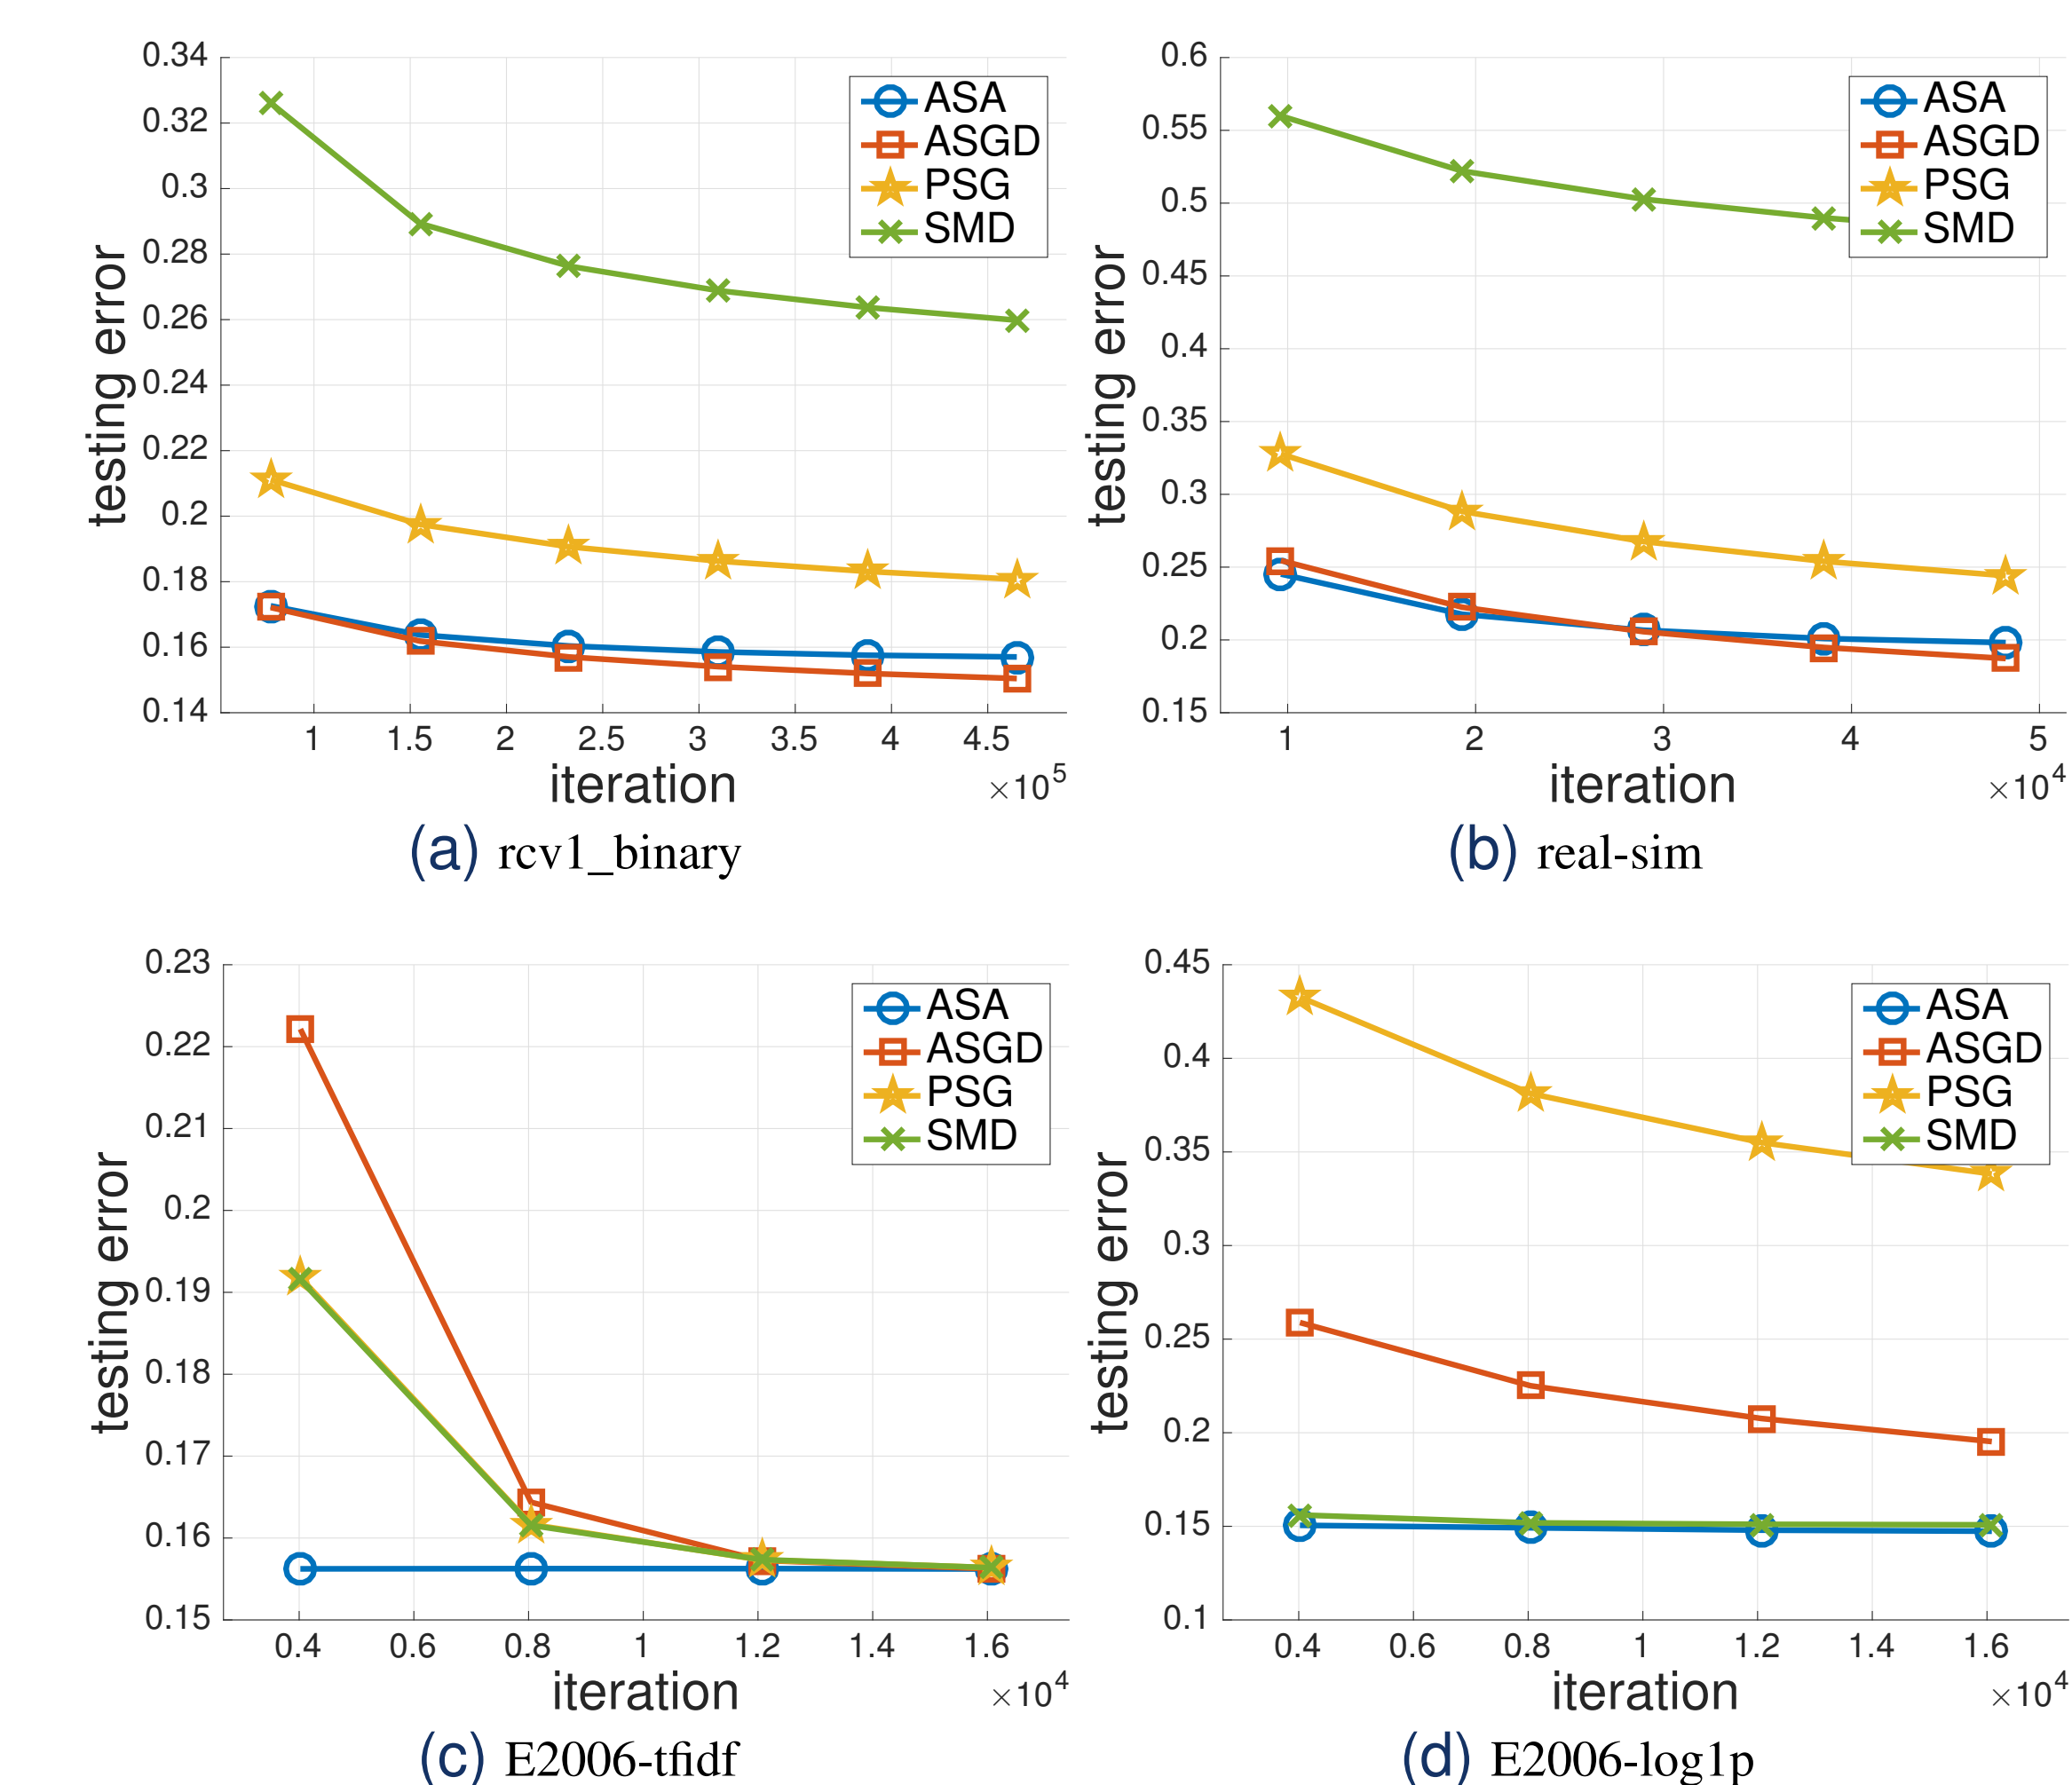 0.34
0.32
0.3
0.28
0.26
0.24
0.22
0.2
0.18
0.16
0.14
testing error
ASA
ASGD
PSG
SMD
1 1.5 2 2.5 3 3.5 4 4.5
iteration
×10^5
(a) rcv1_binary
0.6
0.55
0.5
0.45
0.4
0.35
0.3
0.25
0.2
0.15
testing error
ASA
ASGD
PSG
SMD
1 2 3 4 5
iteration
×10^4
(b) real-sim
0.23
0.22
0.21
0.2
0.19
0.18
0.17
0.16
0.15
testing error
ASA
ASGD
PSG
SMD
0.4 0.6 0.8 1 1.2 1.4 1.6
iteration
×10^4
(c) E2006-tfidf
0.45
0.4
0.35
0.3
0.25
0.2
0.15
0.1
testing error
ASA
ASGD
PSG
SMD
0.4 0.6 0.8 1 1.2 1.4 1.6
iteration
×10^4
(d) E2006-log1p